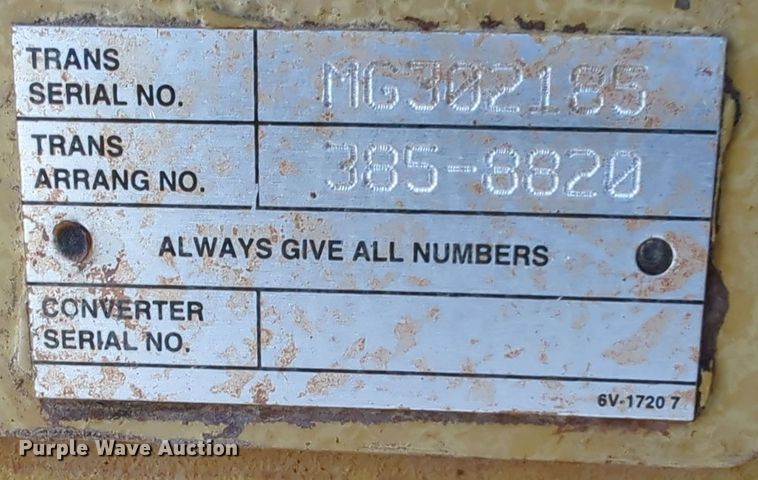 TRANS
SERIAL NO.
MG302185
TRANS
ARRANG NO.
385-8820
ALWAYS GIVE ALL NUMBERS
CONVERTER
SERIAL NO.
6V-1720 7
Purple Wave Auction